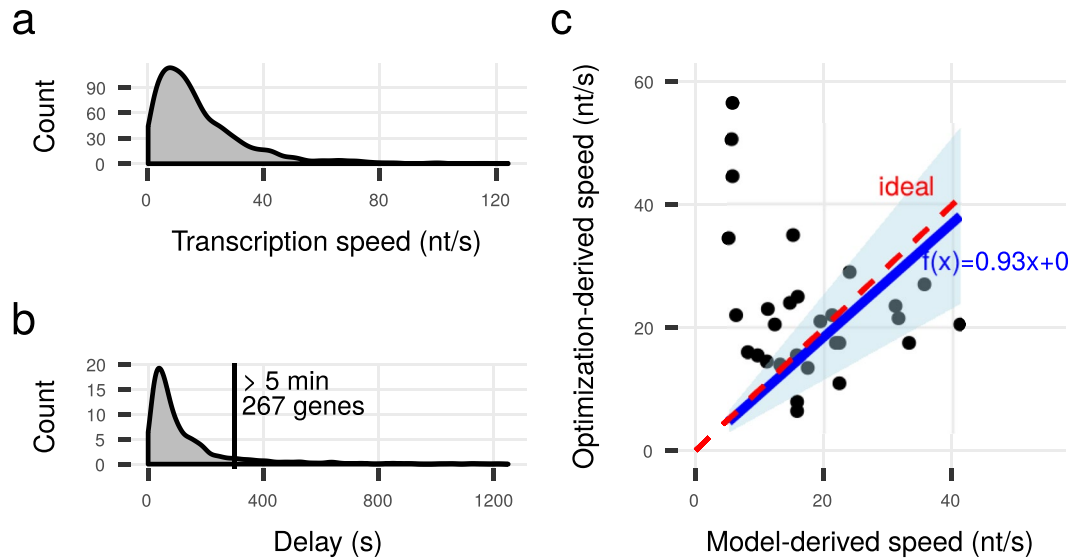 a
Count
90
60
30
0
0
40
80
120
Transcription speed (nt/s)
b
Count
20
15
10
5
0
> 5 min
267 genes
0
400
800
1200
Delay (s)
c
Optimization-derived speed (nt/s)
60
40
20
0
ideal
f(x)=0.93x+0
0
20
40
Model-derived speed (nt/s)